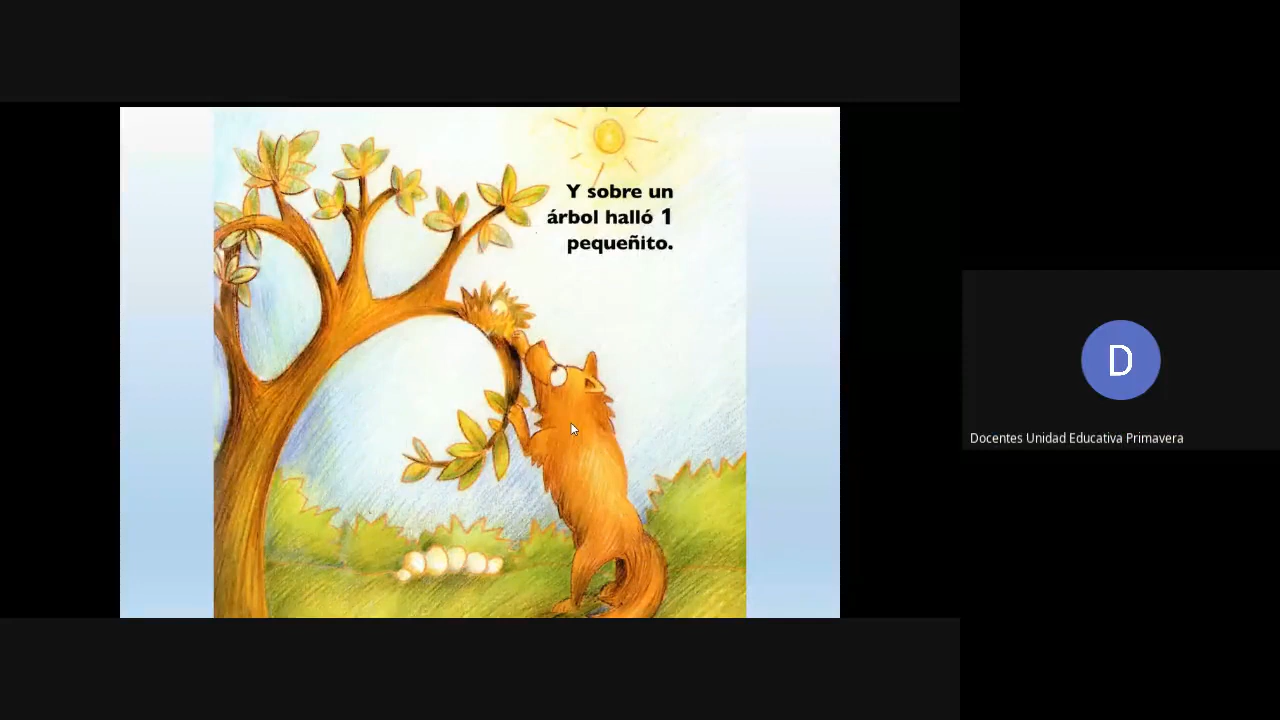 Y sobre un
árbol halló 1
pequeñito.
D
Docentes Unidad Educativa Primavera